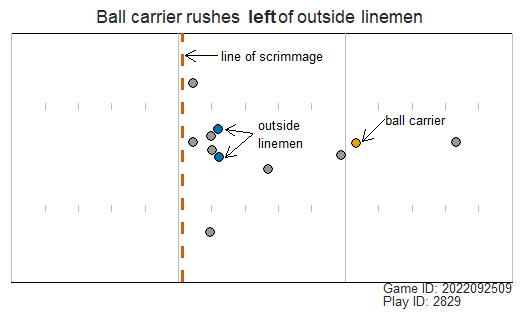 Ball carrier rushes left of outside linemen
line of scrimmage
ball carrier
outside
linemen
Game ID: 2022092509
Play ID: 2829